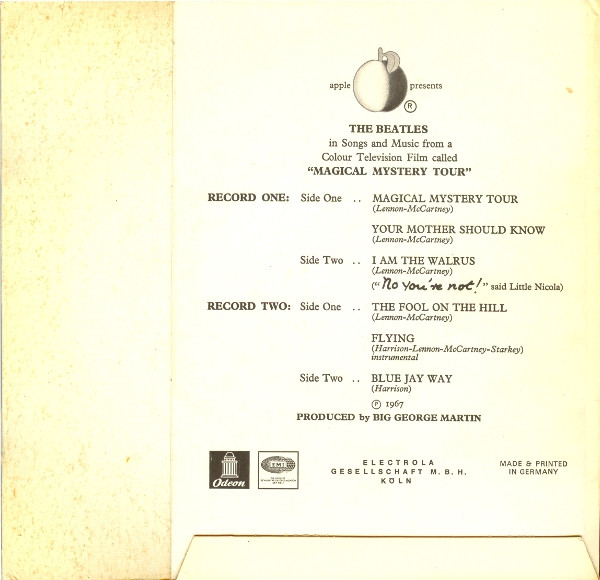 apple presents
®
THE BEATLES
in Songs and Music from a
Colour Television Film called
"MAGICAL MYSTERY TOUR"
RECORD ONE: Side One .. MAGICAL MYSTERY TOUR
(Lennon-McCartney)
YOUR MOTHER SHOULD KNOW
(Lennon-McCartney)
Side Two .. I AM THE WALRUS
(Lennon-McCartney)
("No you're not!" said Little Nicola)
RECORD TWO: Side One .. THE FOOL ON THE HILL
(Lennon-McCartney)
FLYING
(Harrison-Lennon-McCartney-Starkey)
instrumental
Side Two .. BLUE JAY WAY
(Harrison)
℗ 1967
PRODUCED by BIG GEORGE MARTIN
Odeon
EMI
ELECTROLA
GESELLSCHAFT M.B.H.
KÖLN
MADE & PRINTED
IN GERMANY